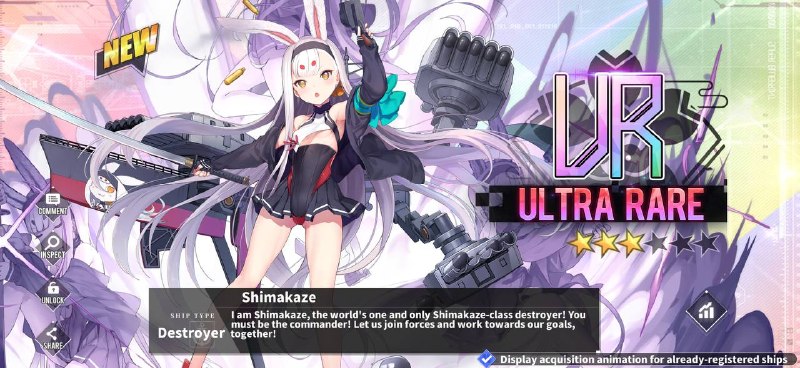 NEW
UR
ULTRA RARE
COMMENT
INSPECT
UNLOCK
SHARE
Shimakaze
SHIP TYPE
Destroyer
I am Shimakaze, the world's one and only Shimakaze-class destroyer! You
must be the commander! Let us join forces and work towards our goals,
together!
Display acquisition animation for already-registered ships